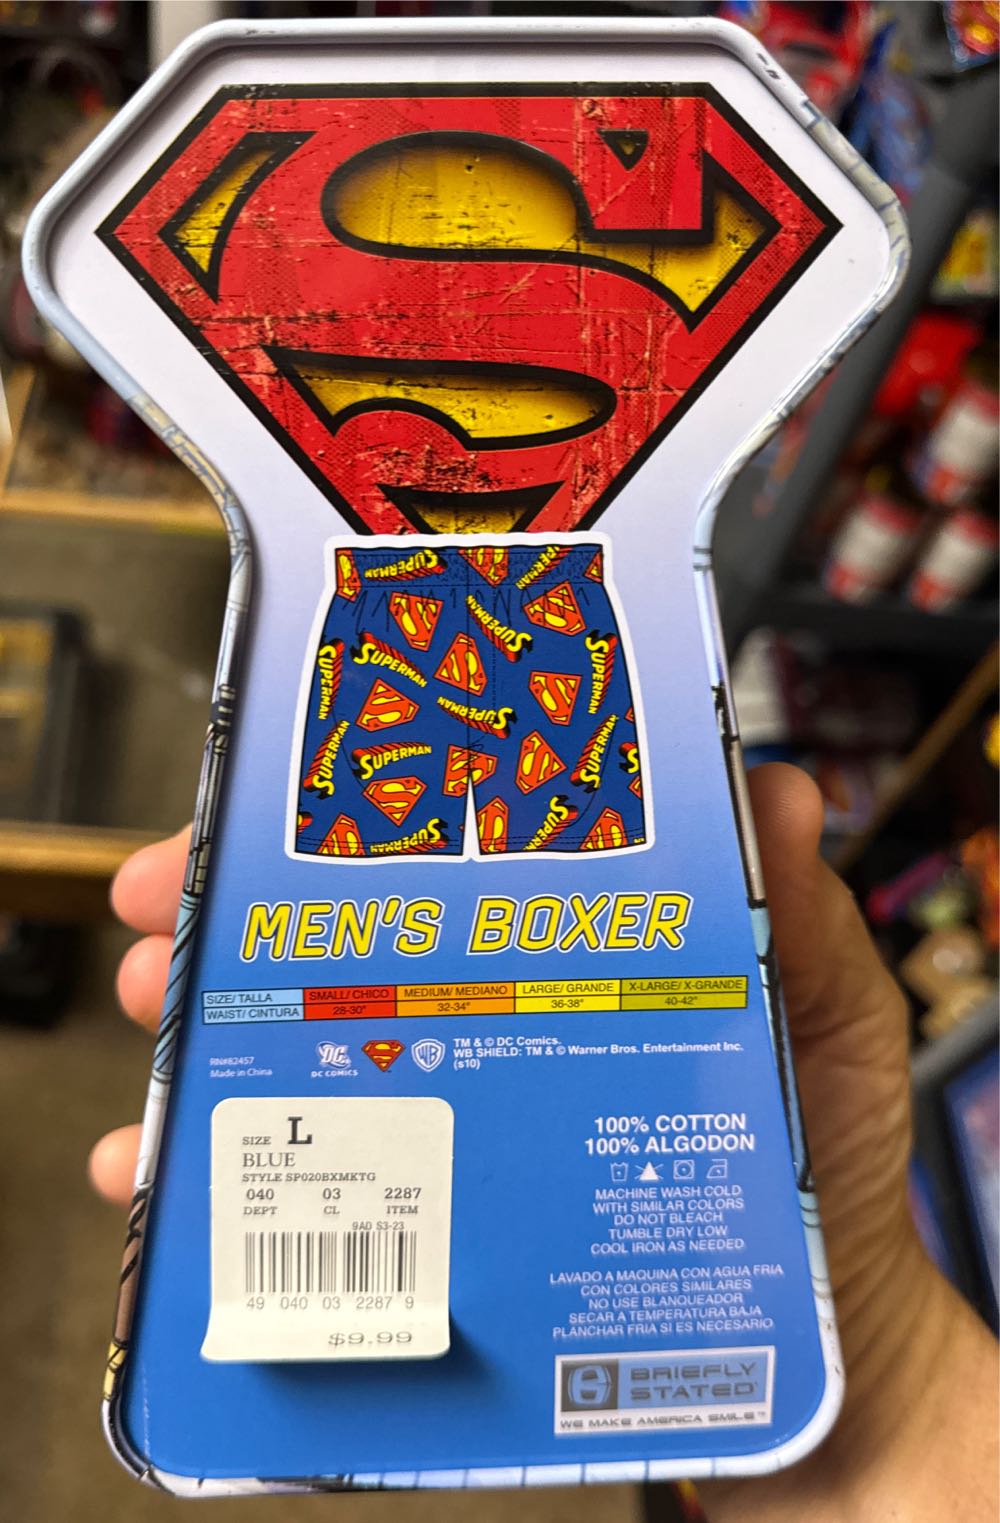 SUPERMAN
SUPERMAN
SUPERMAN
SUPERMAN
SUPERMAN
SUPERMAN
SUPERMAN
SUPERMAN
SUPERMAN
SUPERMAN
SUPERMAN
MEN'S BOXER
SIZE/ TALLA SMALL/ CHICO MEDIUM/ MEDIANO LARGE/ GRANDE X-LARGE/ X-GRANDE
WAIST/ CINTURA 28-30" 32-34" 36-38" 40-42"
RN#82457
Made in China
DC
DC COMICS
WB
TM & © DC Comics.
WB SHIELD: TM & © Warner Bros. Entertainment Inc.
(s10)
SIZE L
BLUE
STYLE SP020BXMKTG
040 03 2287
DEPT CL ITEM
9AD S3-23
49 040 03 2287 9
$9.99
100% COTTON
100% ALGODON
MACHINE WASH COLD
WITH SIMILAR COLORS
DO NOT BLEACH
TUMBLE DRY LOW
COOL IRON AS NEEDED
LAVADO A MAQUINA CON AGUA FRIA
CON COLORES SIMILARES
NO USE BLANQUEADOR
SECAR A TEMPERATURA BAJA
PLANCHAR FRIA SI ES NECESARIO
BRIEFLY
STATED
WE MAKE AMERICA SMILE™